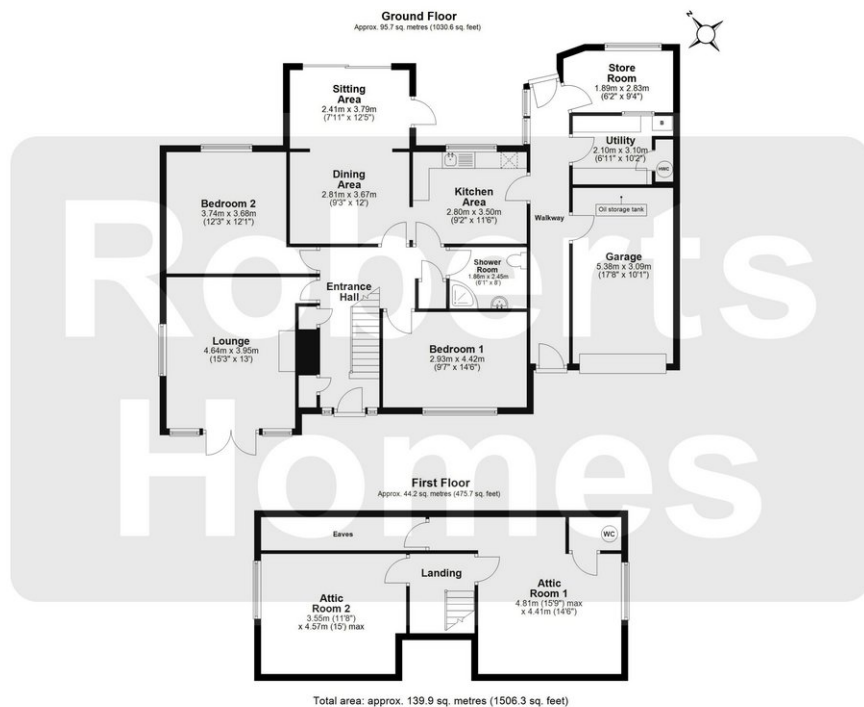 Ground Floor
Approx. 95.7 sq. metres (1030.6 sq. feet)
N
Store
Room
1.89m x 2.83m
(6'2" x 9'4")
Sitting
Area
2.41m x 3.79m
(7'11" x 12'5")
B
Utility
2.10m x 3.10m
(6'11" x 10'2")
HWC
Dining
Area
2.81m x 3.67m
(9'3" x 12')
Bedroom 2
3.74m x 3.68m
(12'3" x 12'1")
Kitchen
Area
2.80m x 3.50m
(9'2" x 11'6")
Walkway
Oil storage tank
Garage
5.38m x 3.09m
(17'8" x 10'1")
Shower
Room
1.86m x 2.45m
(6'1" x 8')
Entrance
Hall
Lounge
4.64m x 3.95m
(15'3" x 13')
Bedroom 1
2.93m x 4.42m
(9'7" x 14'6")
Roberts
Homes
First Floor
Approx. 44.2 sq. metres (475.7 sq. feet)
Eaves
WC
Landing
Attic
Room 2
3.55m (11'8")
x 4.57m (15') max
Attic
Room 1
4.81m (15'9") max
x 4.41m (14'6")
Total area: approx. 139.9 sq. metres (1506.3 sq. feet)